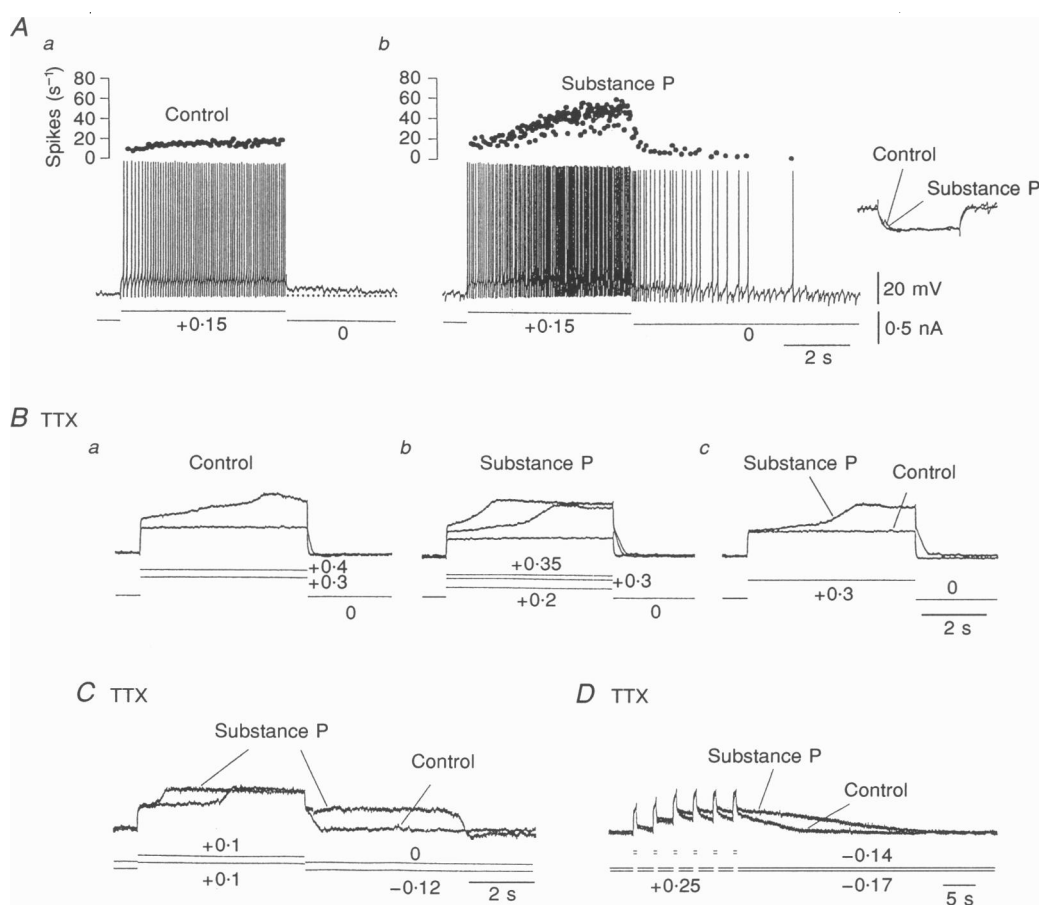 A
a
b
80
60
40
20
0
Spikes (s⁻¹)
Control
80
60
40
20
0
Substance P
Control
Substance P
20 mV
0·5 nA
+0·15
0
+0·15
0
2 s
B TTX
a
b
c
Control
Substance P
Substance P
Control
+0·4
+0·3
0
+0·35
+0·3
+0·2
0
+0·3
0
2 s
C TTX
D TTX
Substance P
Control
Substance P
Control
+0·1
0
+0·1
−0·12
2 s
−0·14
+0·25
−0·17
5 s